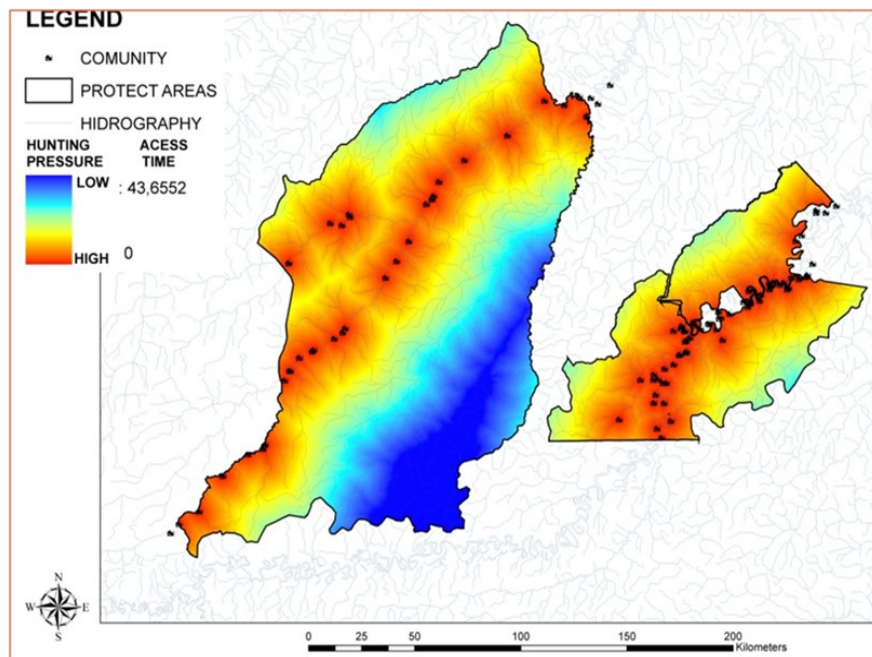 LEGEND
COMUNITY
PROTECT AREAS
HIDROGRAPHY
HUNTING PRESSURE
ACESS TIME
LOW : 43,6552
HIGH 0
N
W E
S
0 25 50 100 150 200
Kilometers